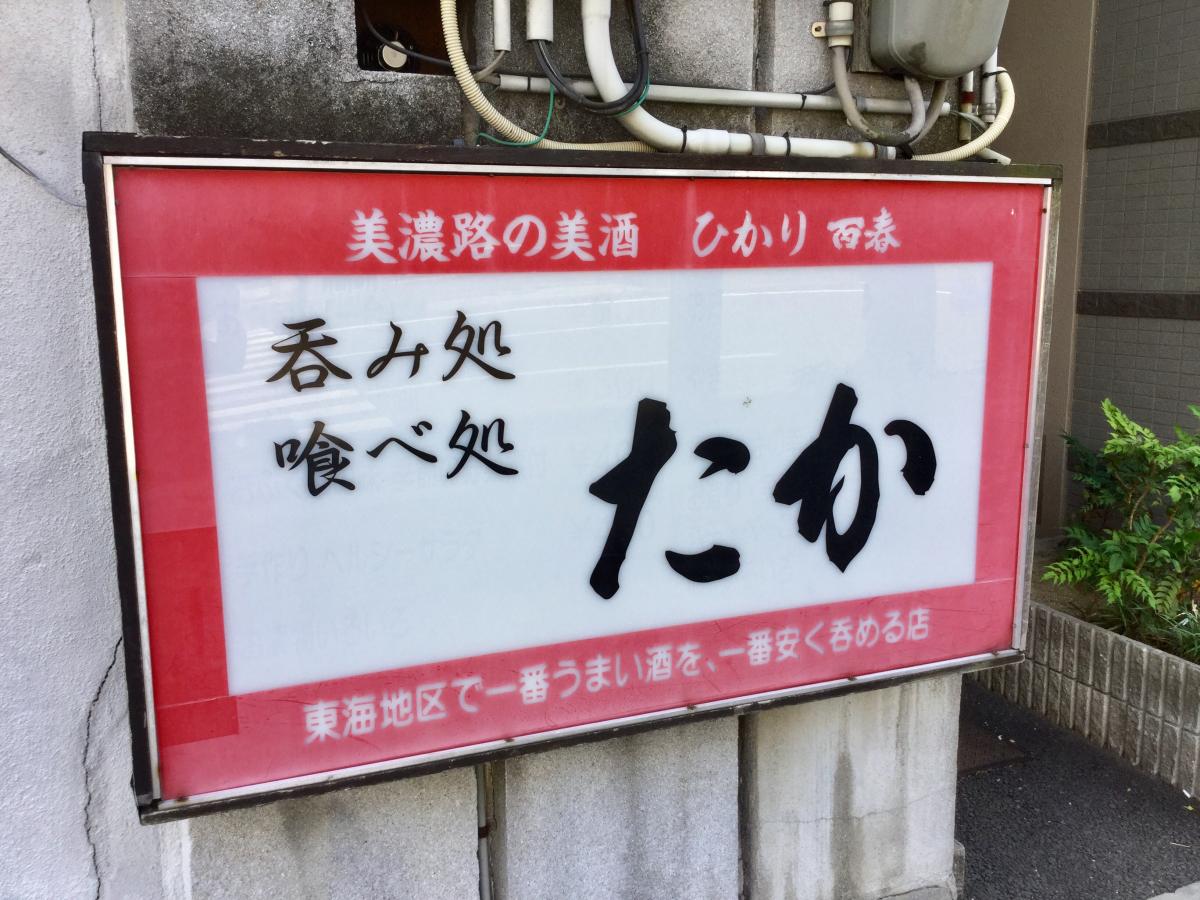 美濃路の美酒 ひかり 百春
呑み処
喰べ処
たか
東海地区で一番うまい酒を、一番安く呑める店